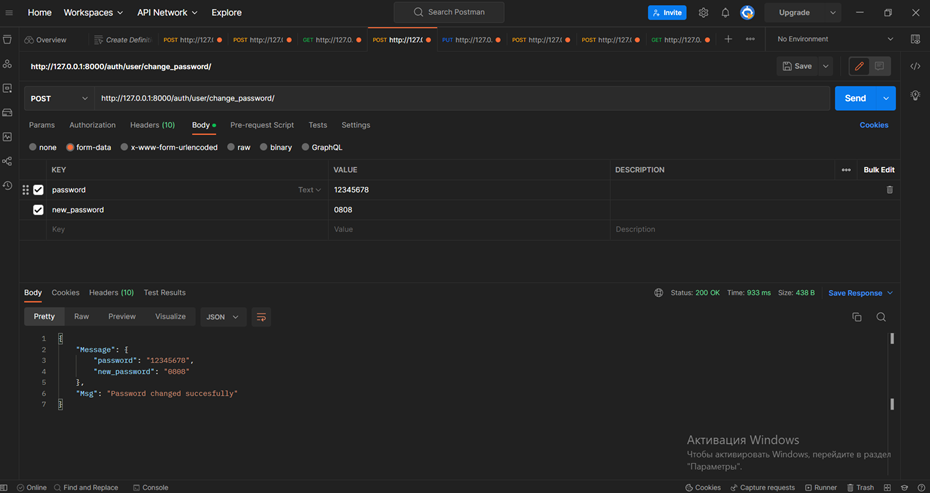 Home Workspaces API Network Explore Search Postman Invite Upgrade
Overview Create Definit POST http://127.( POST http://127.0 GET http://127.0. POST http://127.( PUT http://127.0. POST http://127.( POST http://127.( GET http://127.0. No Environment
http://127.0.0.1:8000/auth/user/change_password/ Save
POST http://127.0.0.1:8000/auth/user/change_password/ Send
Params Authorization Headers (10) Body Pre-request Script Tests Settings Cookies
none form-data x-www-form-urlencoded raw binary GraphQL
KEY VALUE DESCRIPTION Bulk Edit
password Text 12345678
new_password 0808
Key Value Description
Body Cookies Headers (10) Test Results Status: 200 OK Time: 933 ms Size: 438 B Save Response
Pretty Raw Preview Visualize JSON
1 {
2 "Message": {
3 "password": "12345678",
4 "new_password": "0808"
5 },
6 "Msg": "Password changed succesfully"
7 }
Активация Windows
Чтобы активировать Windows, перейдите в раздел
"Параметры".
Online Find and Replace Console Cookies Capture requests Runner Trash